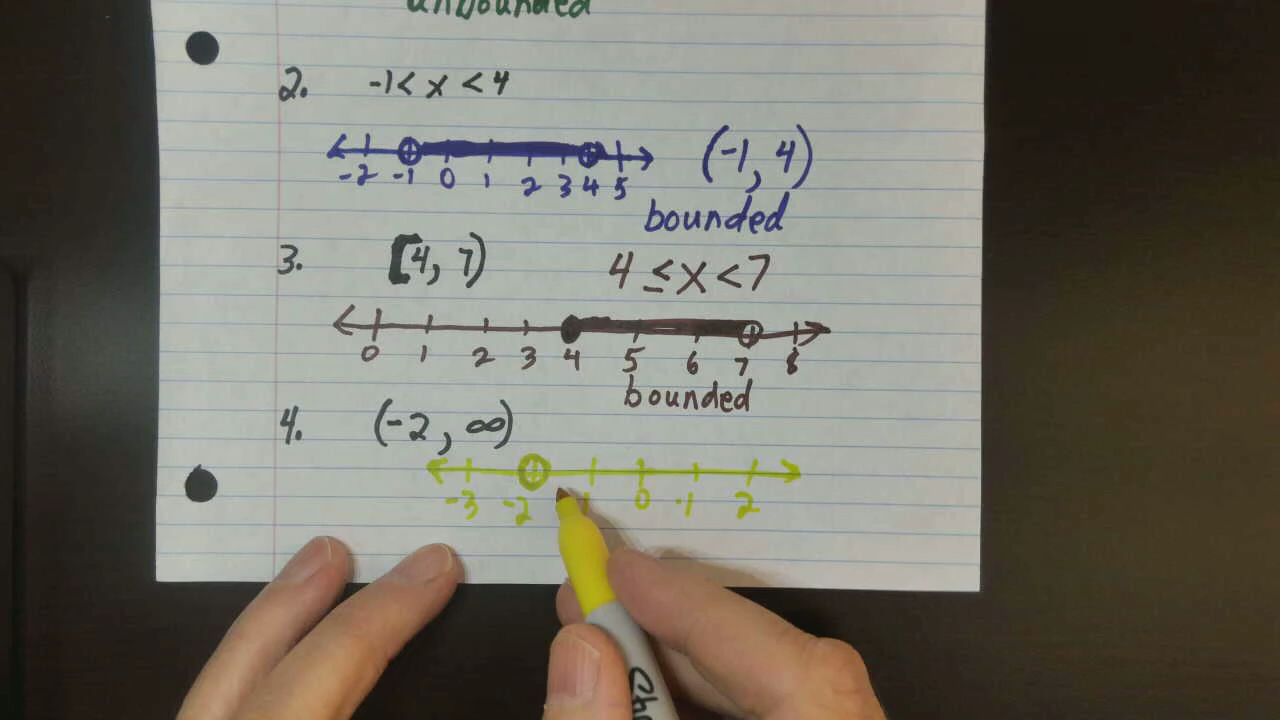 unbounded
2. -1 < x < 4
-2 -1 0 1 2 3 4 5
(-1, 4)
bounded
3. [4, 7) 4 ≤ x < 7
0 1 2 3 4 5 6 7 8
bounded
4. (-2, ∞)
-3 -2 0 1 2